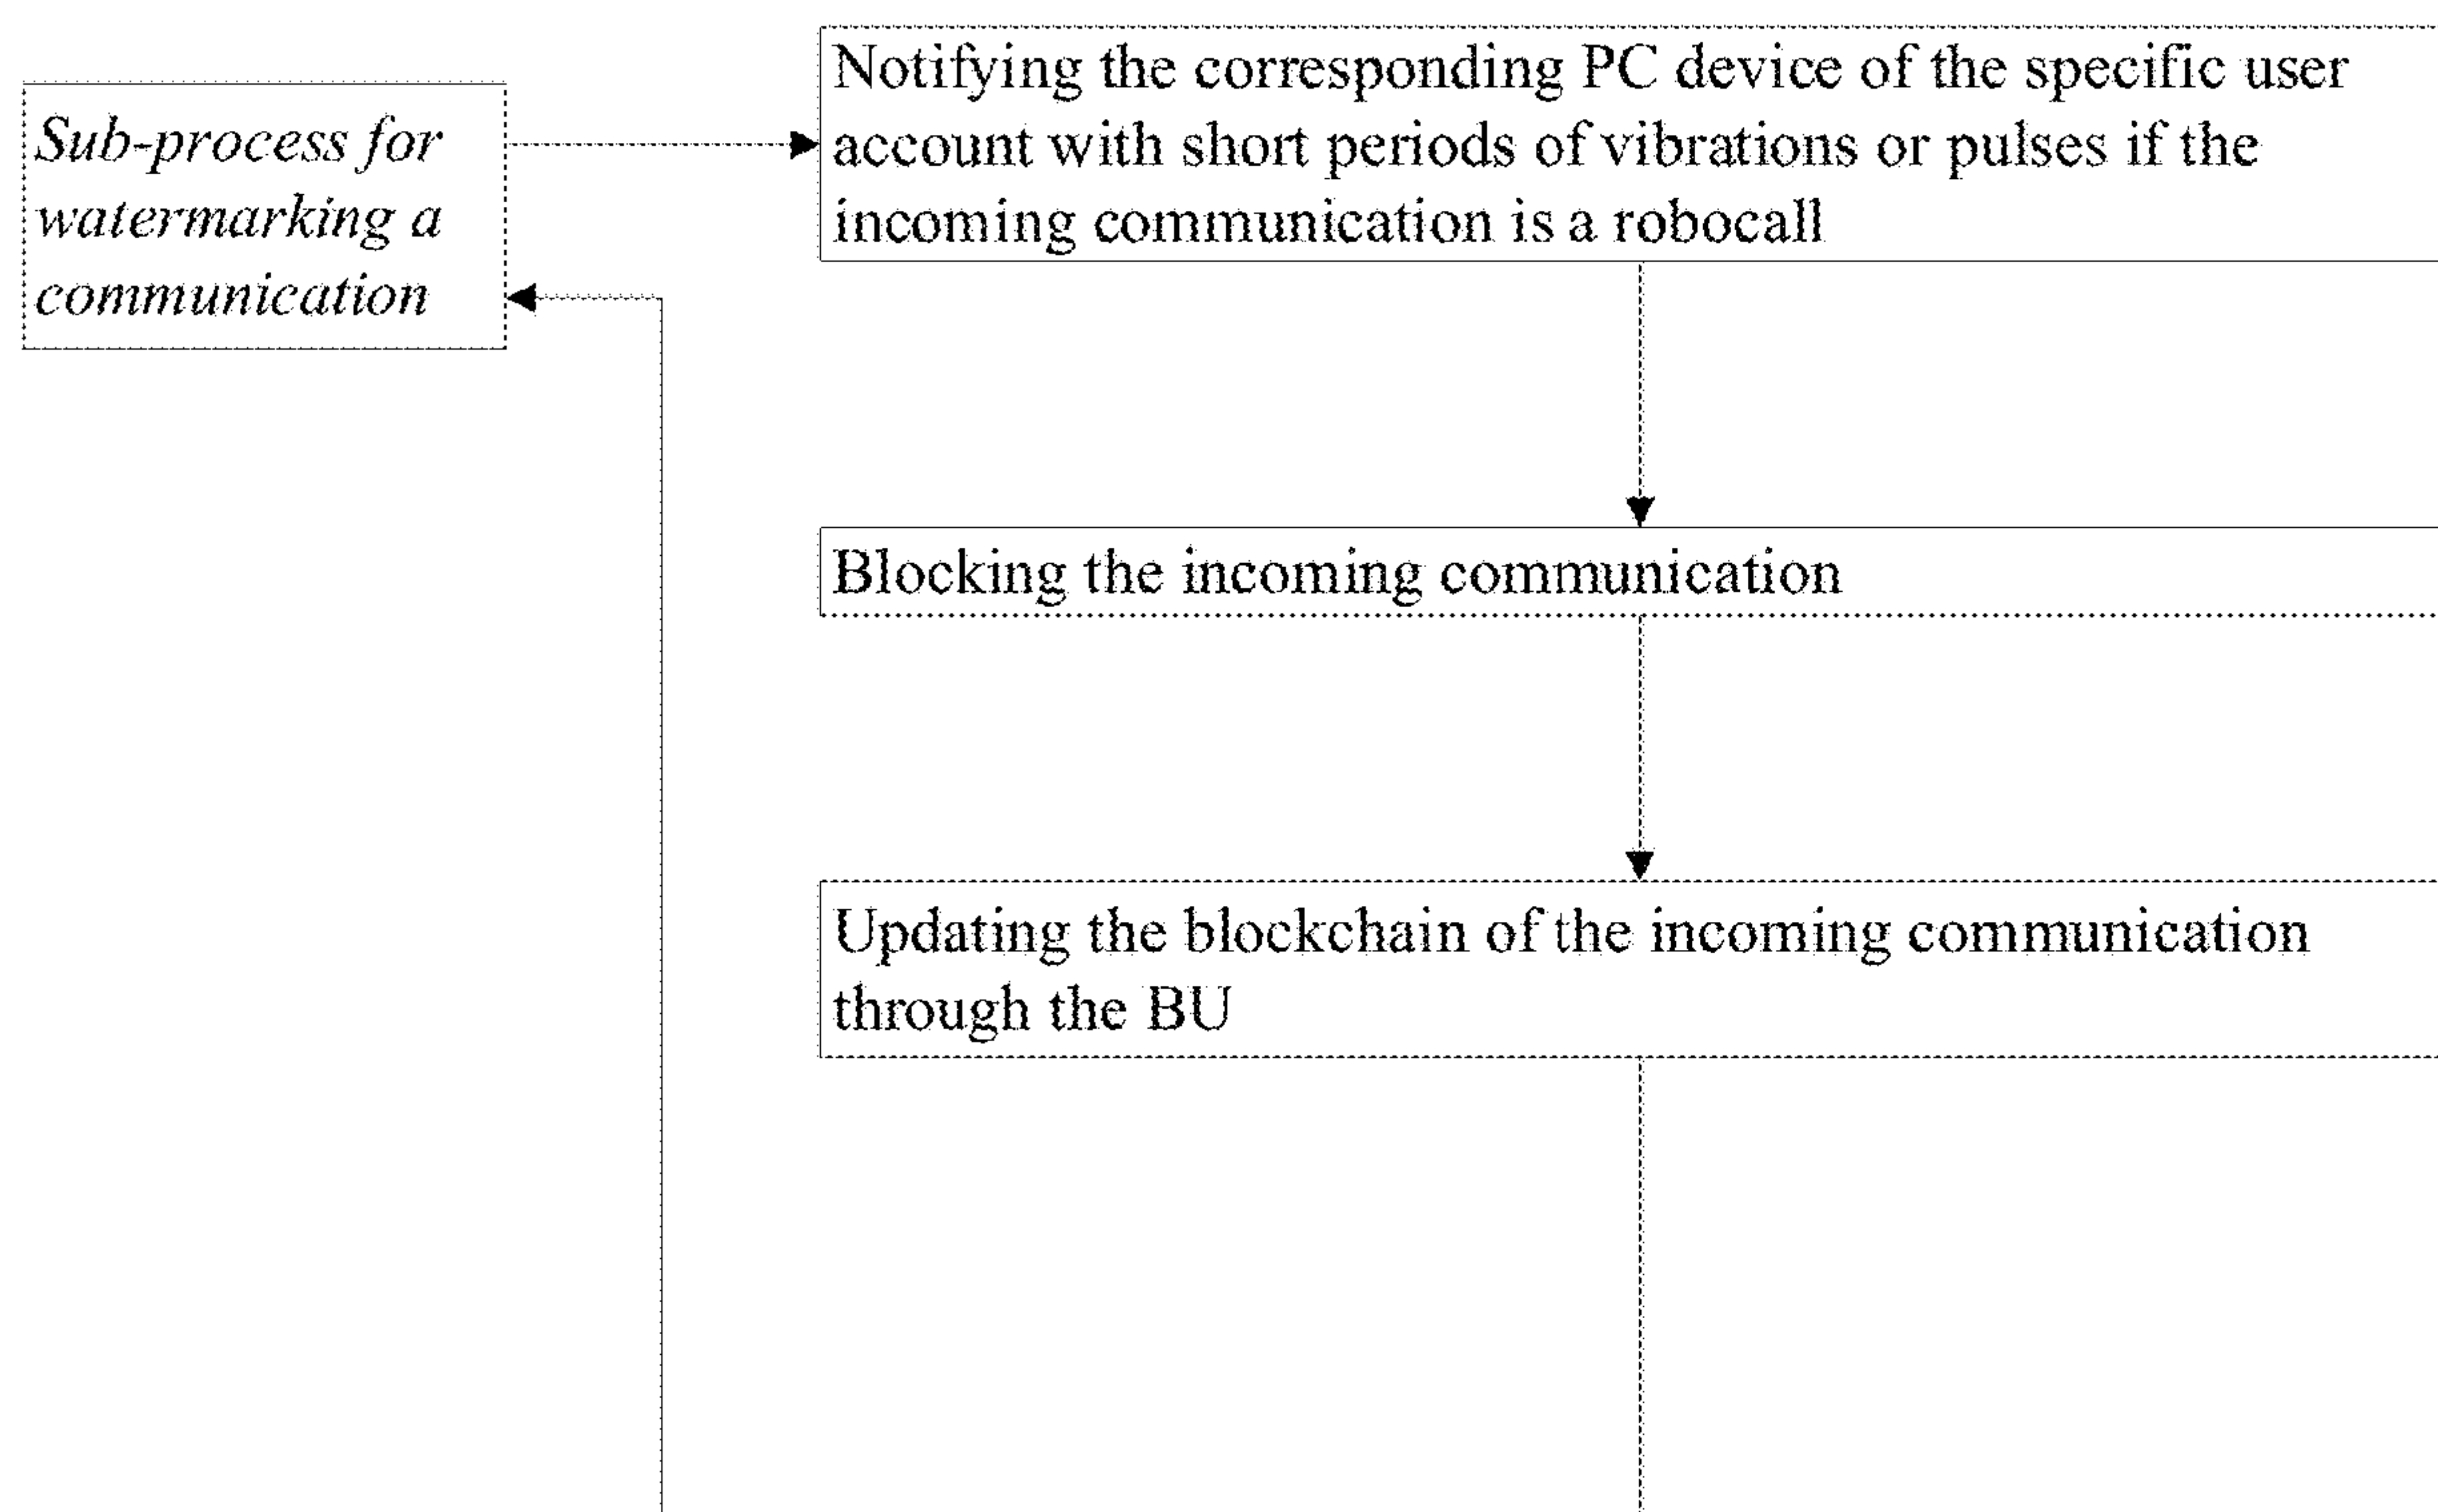 Sub-process for
watermarking a
communication
Notifying the corresponding PC device of the specific user
account with short periods of vibrations or pulses if the
incoming communication is a robocall
Blocking the incoming communication
Updating the blockchain of the incoming communication
through the BU